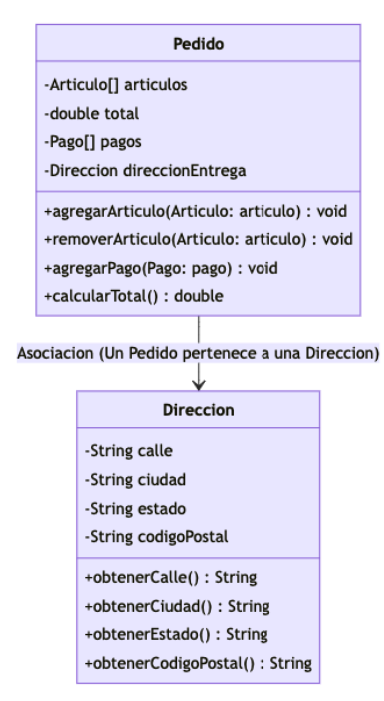 Pedido
-Articulo[] articulos
-double total
-Pago[] pagos
-Direccion direccionEntrega
+agregarArticulo(Articulo: articulo) : void
+removerArticulo(Articulo: articulo) : void
+agregarPago(Pago: pago) : void
+calcularTotal() : double
Asociacion (Un Pedido pertenece a una Direccion)
Direccion
-String calle
-String ciudad
-String estado
-String codigoPostal
+obtenerCalle() : String
+obtenerCiudad() : String
+obtenerEstado() : String
+obtenerCodigoPostal() : String